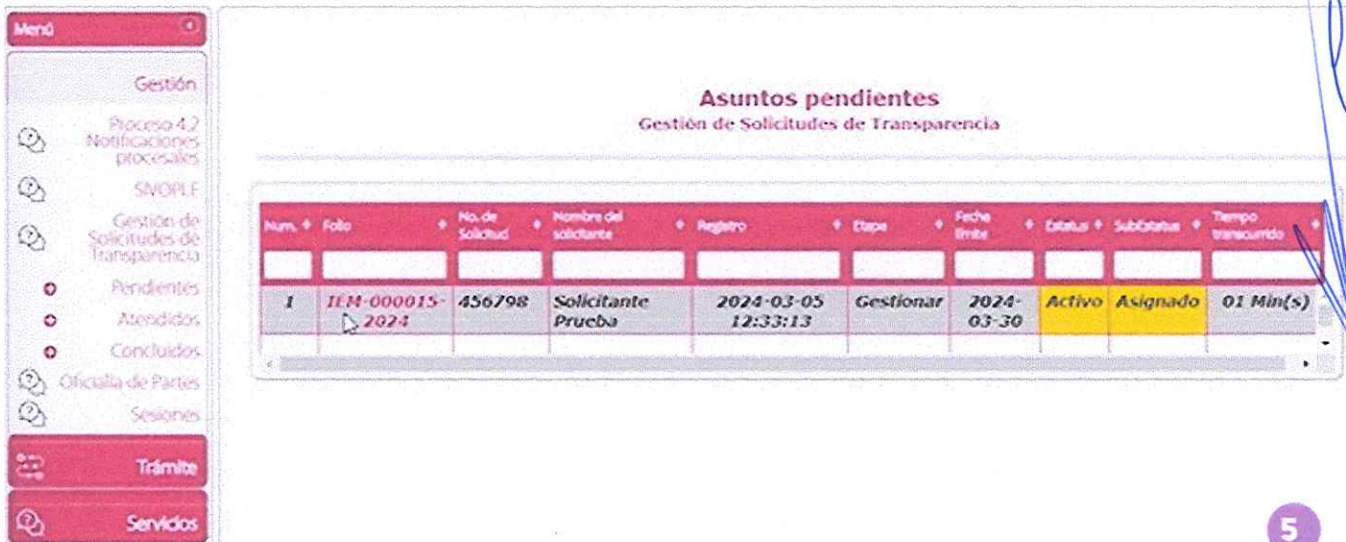 Menú
Gestión
Proceso 4.2
Notificaciones
procesales
SIVOPLE
Gestión de
Solicitudes de
Transparencia
Pendientes
Atendidos
Concluidos
Oficialía de Partes
Sesiones
Trámite
Servicios
Asuntos pendientes
Gestión de Solicitudes de Transparencia
Num. Folio No. de Solicitud Nombre del solicitante Registro Etapa Fecha límite Estatus SubEstatus Tiempo transcurrido
1 IEM-000015-2024 456798 Solicitante Prueba 2024-03-05 12:33:13 Gestionar 2024-03-30 Activo Asignado 01 Min(s)
5